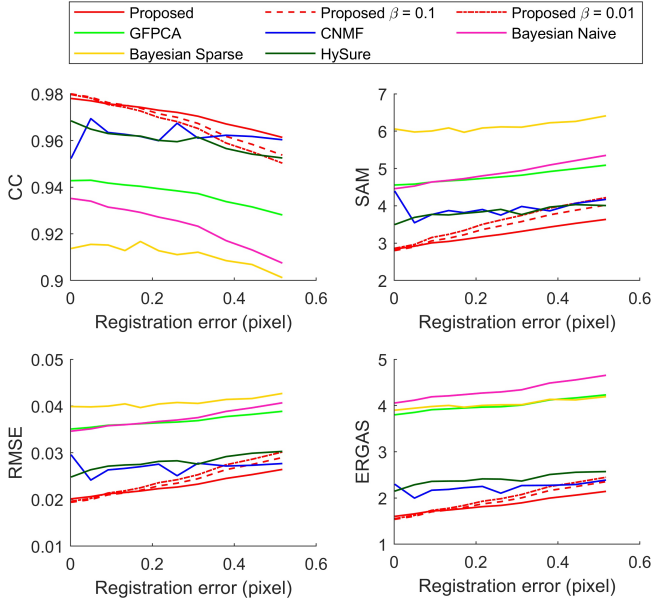 Proposed
Proposed β = 0.1
Proposed β = 0.01
GFPCA
CNMF
Bayesian Naive
Bayesian Sparse
HySure
0.98
0.96
0.94
0.92
0.9
CC
0 0.2 0.4 0.6
Registration error (pixel)
7
6
5
4
3
2
SAM
0 0.2 0.4 0.6
Registration error (pixel)
0.05
0.04
0.03
0.02
0.01
RMSE
0 0.2 0.4 0.6
Registration error (pixel)
5
4
3
2
1
ERGAS
0 0.2 0.4 0.6
Registration error (pixel)